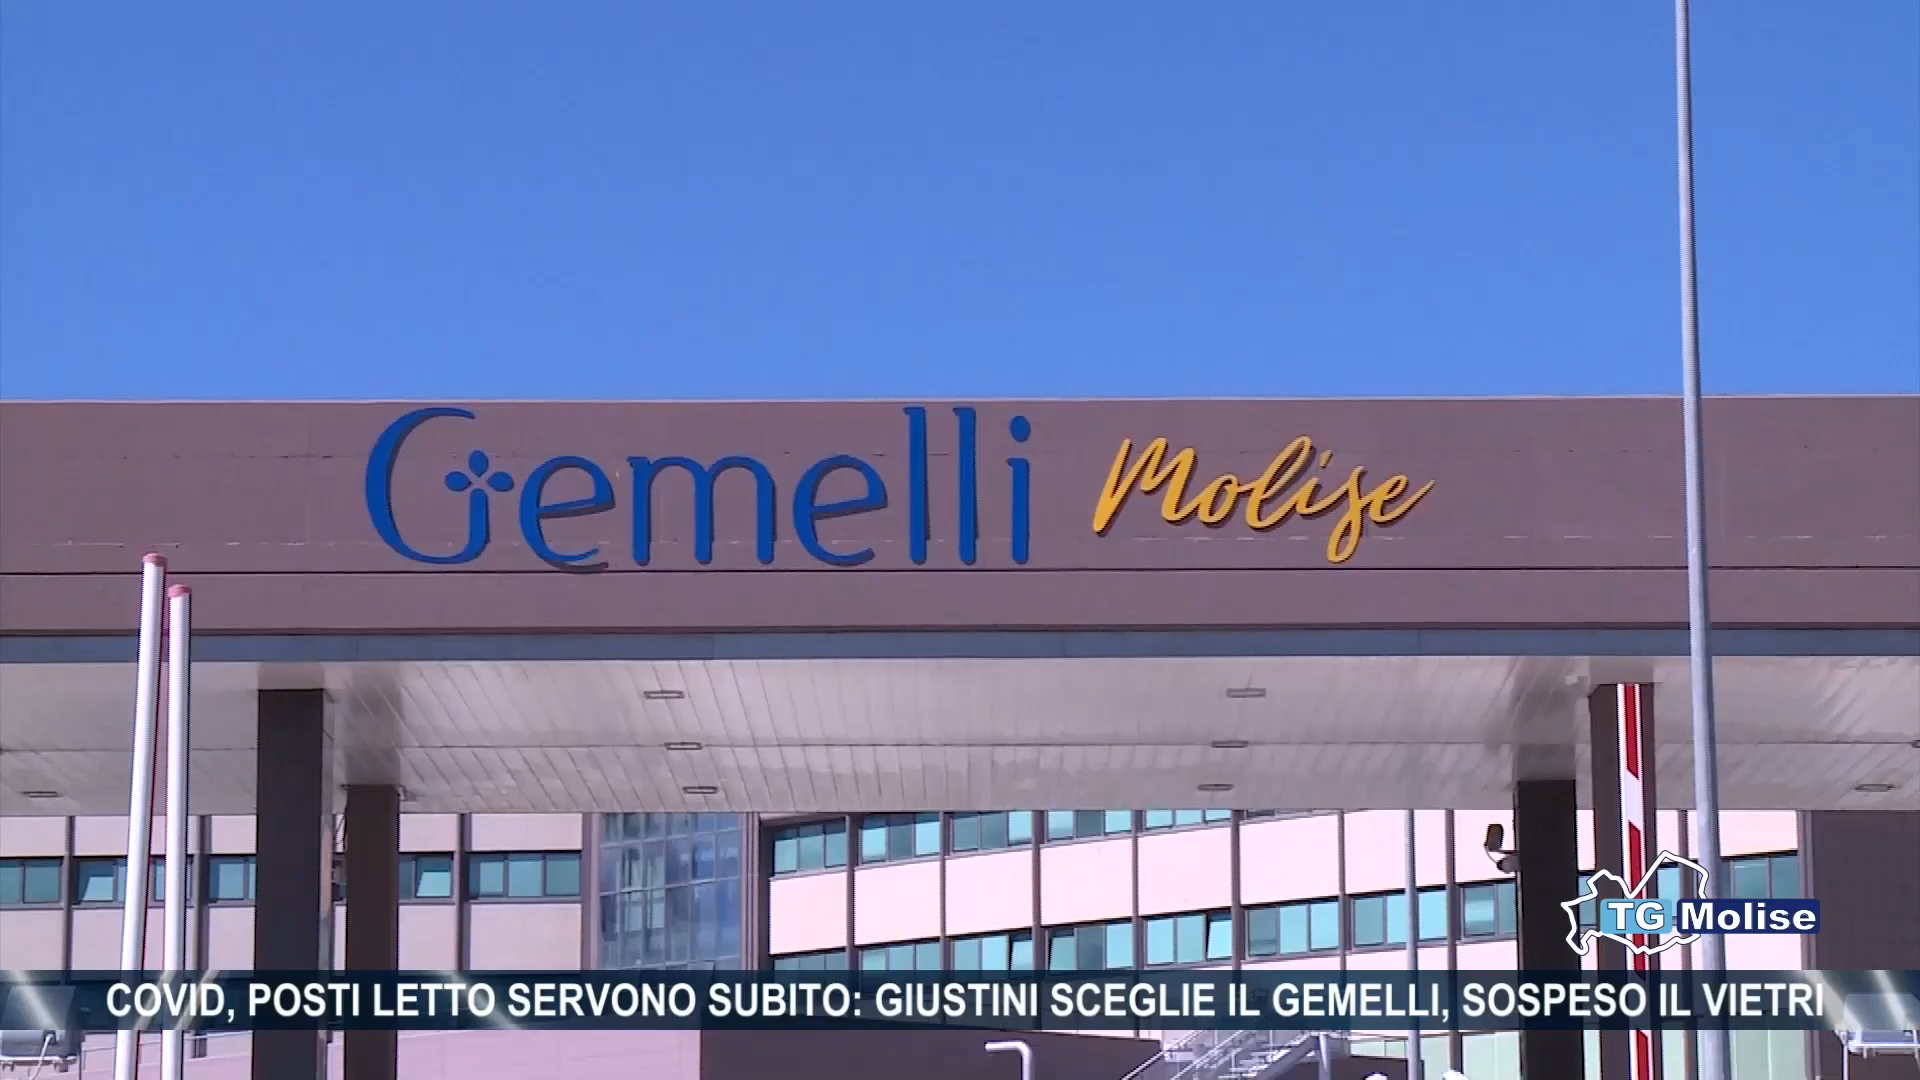 Gemelli Molise
TG Molise
COVID, POSTI LETTO SERVONO SUBITO: GIUSTINI SCEGLIE IL GEMELLI, SOSPESO IL VIETRI